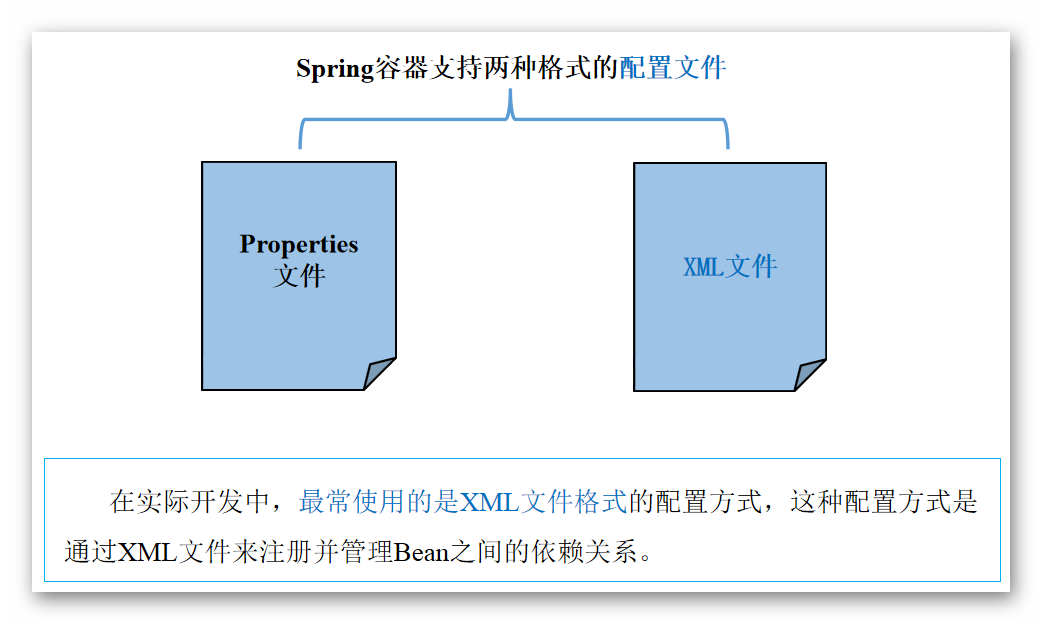 Spring容器支持两种格式的配置文件
Properties
文件
XML文件
在实际开发中，最常使用的是XML文件格式的配置方式，这种配置方式是
通过XML文件来注册并管理Bean之间的依赖关系。